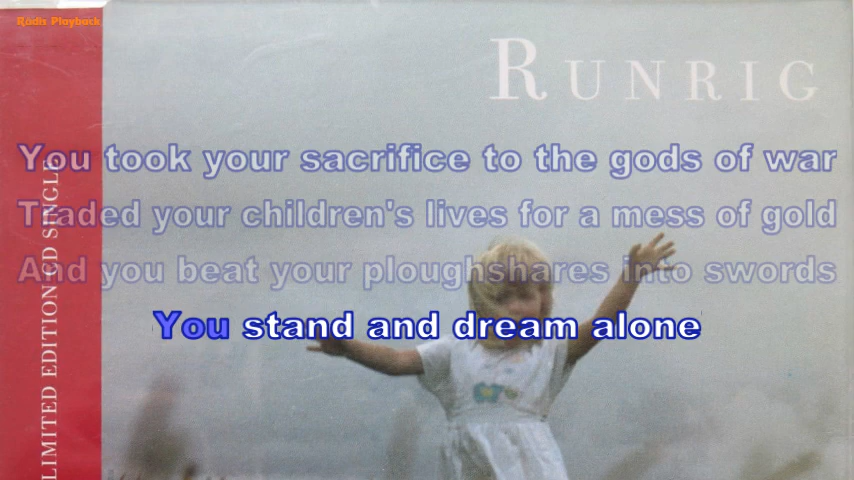 Rádis Playback
RUNRIG
You took your sacrifice to the gods of war
Traded your children's lives for a mess of gold
And you beat your ploughshares into swords
You stand and dream alone
LIMITED EDITION CD SINGLE